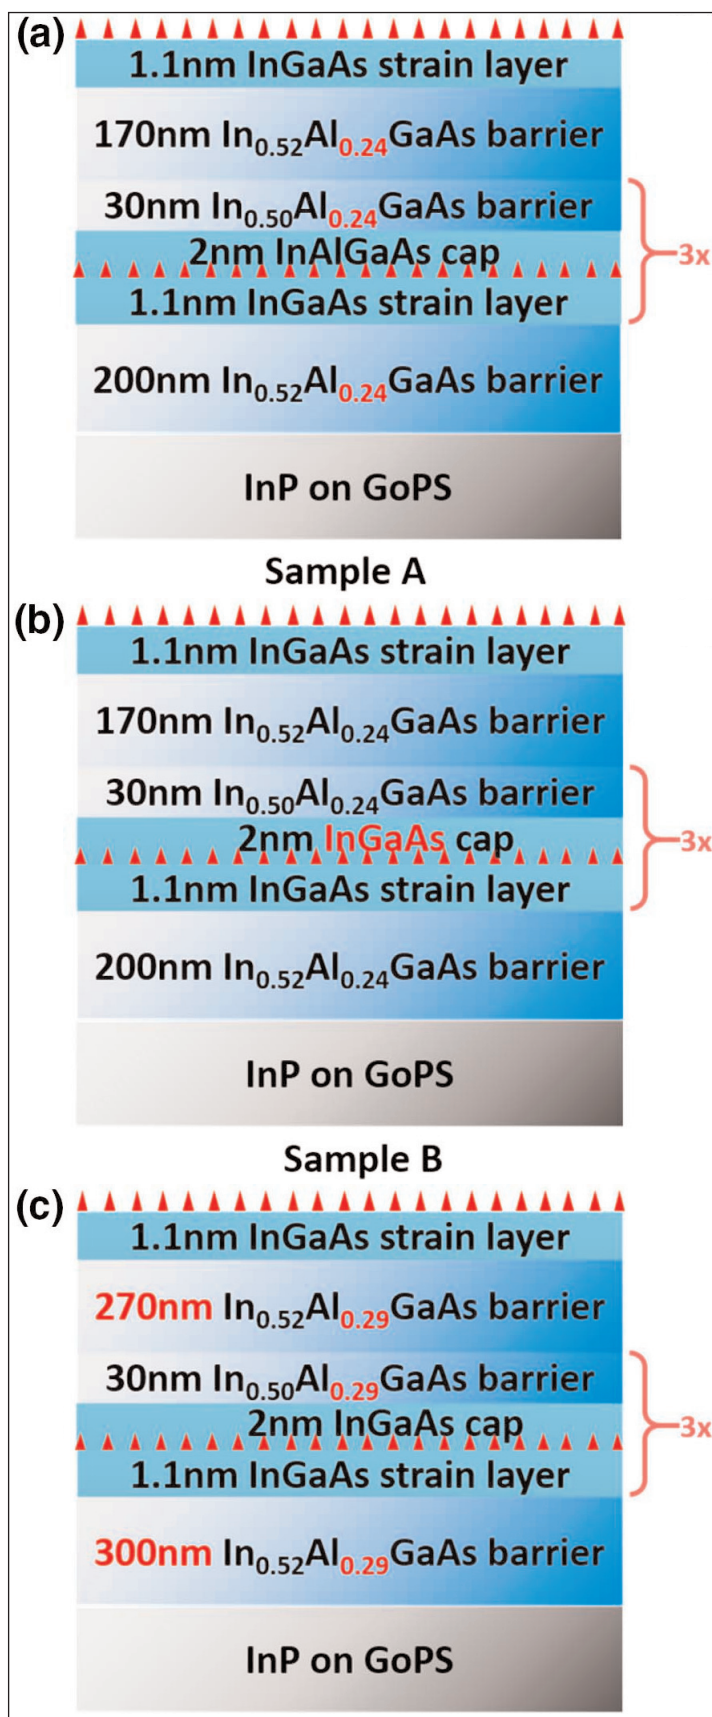 (a)
1.1nm InGaAs strain layer
170nm In0.52Al0.24GaAs barrier
30nm In0.50Al0.24GaAs barrier
2nm InAlGaAs cap
3x
1.1nm InGaAs strain layer
200nm In0.52Al0.24GaAs barrier
InP on GoPS
Sample A
(b)
1.1nm InGaAs strain layer
170nm In0.52Al0.24GaAs barrier
30nm In0.50Al0.24GaAs barrier
2nm InGaAs cap
3x
1.1nm InGaAs strain layer
200nm In0.52Al0.24GaAs barrier
InP on GoPS
Sample B
(c)
1.1nm InGaAs strain layer
270nm In0.52Al0.29GaAs barrier
30nm In0.50Al0.29GaAs barrier
2nm InGaAs cap
3x
1.1nm InGaAs strain layer
300nm In0.52Al0.29GaAs barrier
InP on GoPS